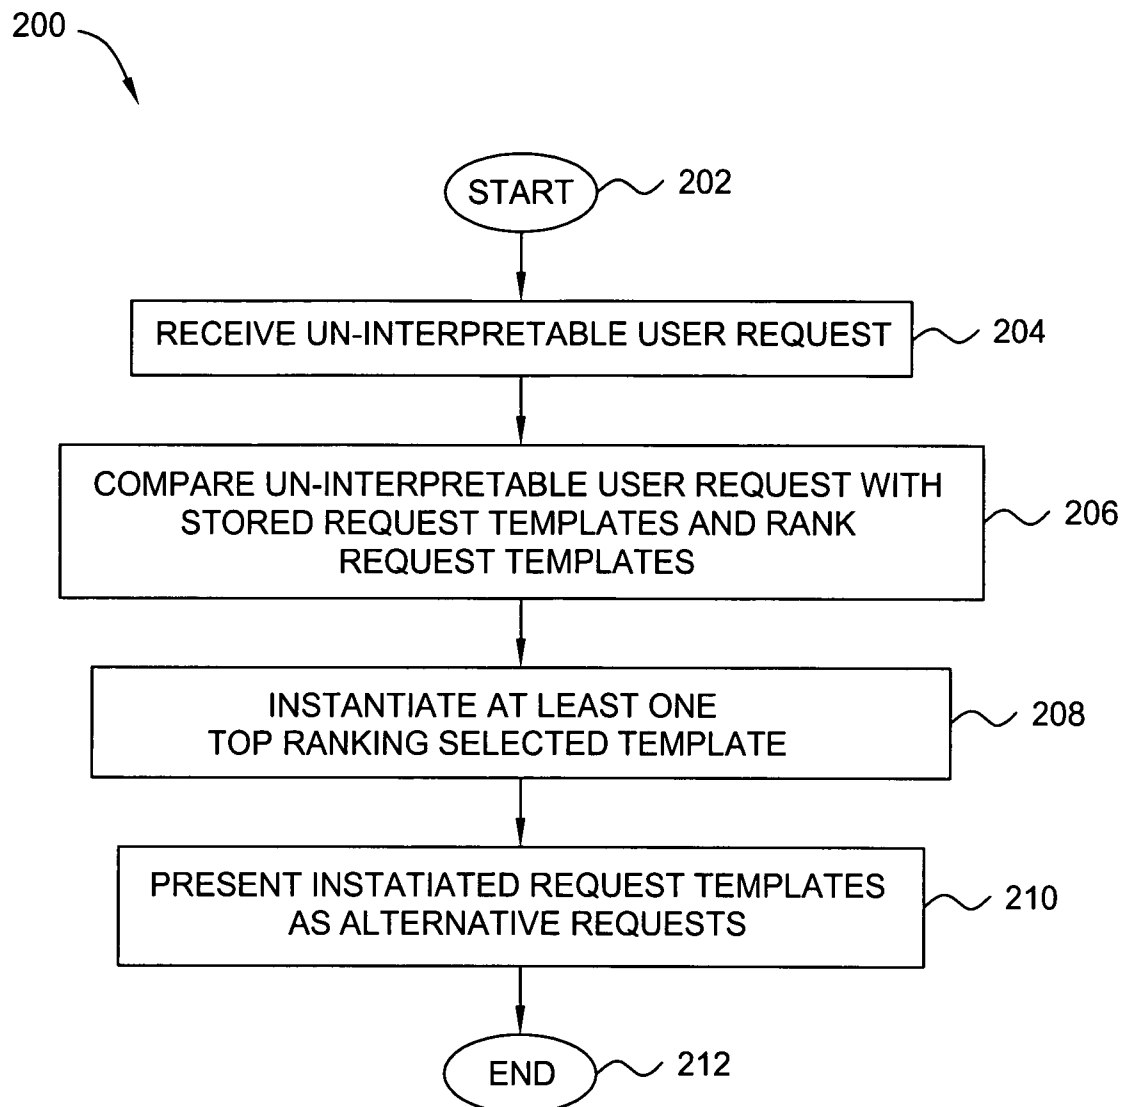 200
START
202
RECEIVE UN-INTERPRETABLE USER REQUEST
204
COMPARE UN-INTERPRETABLE USER REQUEST WITH
STORED REQUEST TEMPLATES AND RANK
REQUEST TEMPLATES
206
INSTANTIATE AT LEAST ONE
TOP RANKING SELECTED TEMPLATE
208
PRESENT INSTATIATED REQUEST TEMPLATES
AS ALTERNATIVE REQUESTS
210
END
212